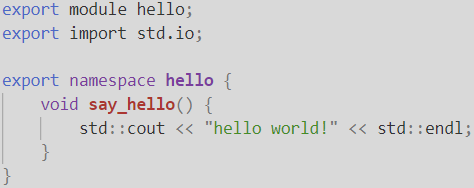 export module hello;
export import std.io;

export namespace hello {
    void say_hello() {
        std::cout << "hello world!" << std::endl;
    }
}